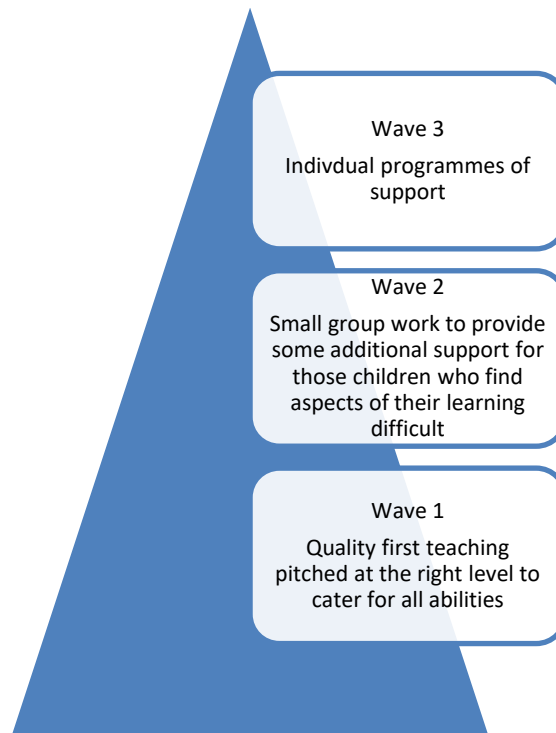 Wave 3
Indivdual programmes of
support
Wave 2
Small group work to provide
some additional support for
those children who find
aspects of their learning
difficult
Wave 1
Quality first teaching
pitched at the right level to
cater for all abilities